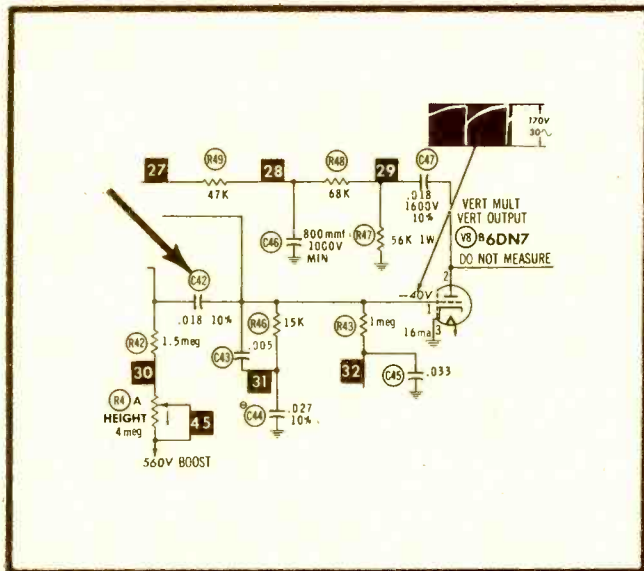 170V
30∿
27
R49
47K
28
R48
68K
29
C47
.018
1600V
10%
VERT MULT
VERT OUTPUT
V8 B 6DN7
DO NOT MEASURE
C46
800mmf
1000V
MIN
R47
56K 1W
C42
.018 10%
-40V
2
1
3
16ma
R42
1.5meg
C43
.005
R46
15K
R43
1meg
30
31
32
C45
.033
R4 A
HEIGHT
4meg
45
C44
.027
10%
560V BOOST